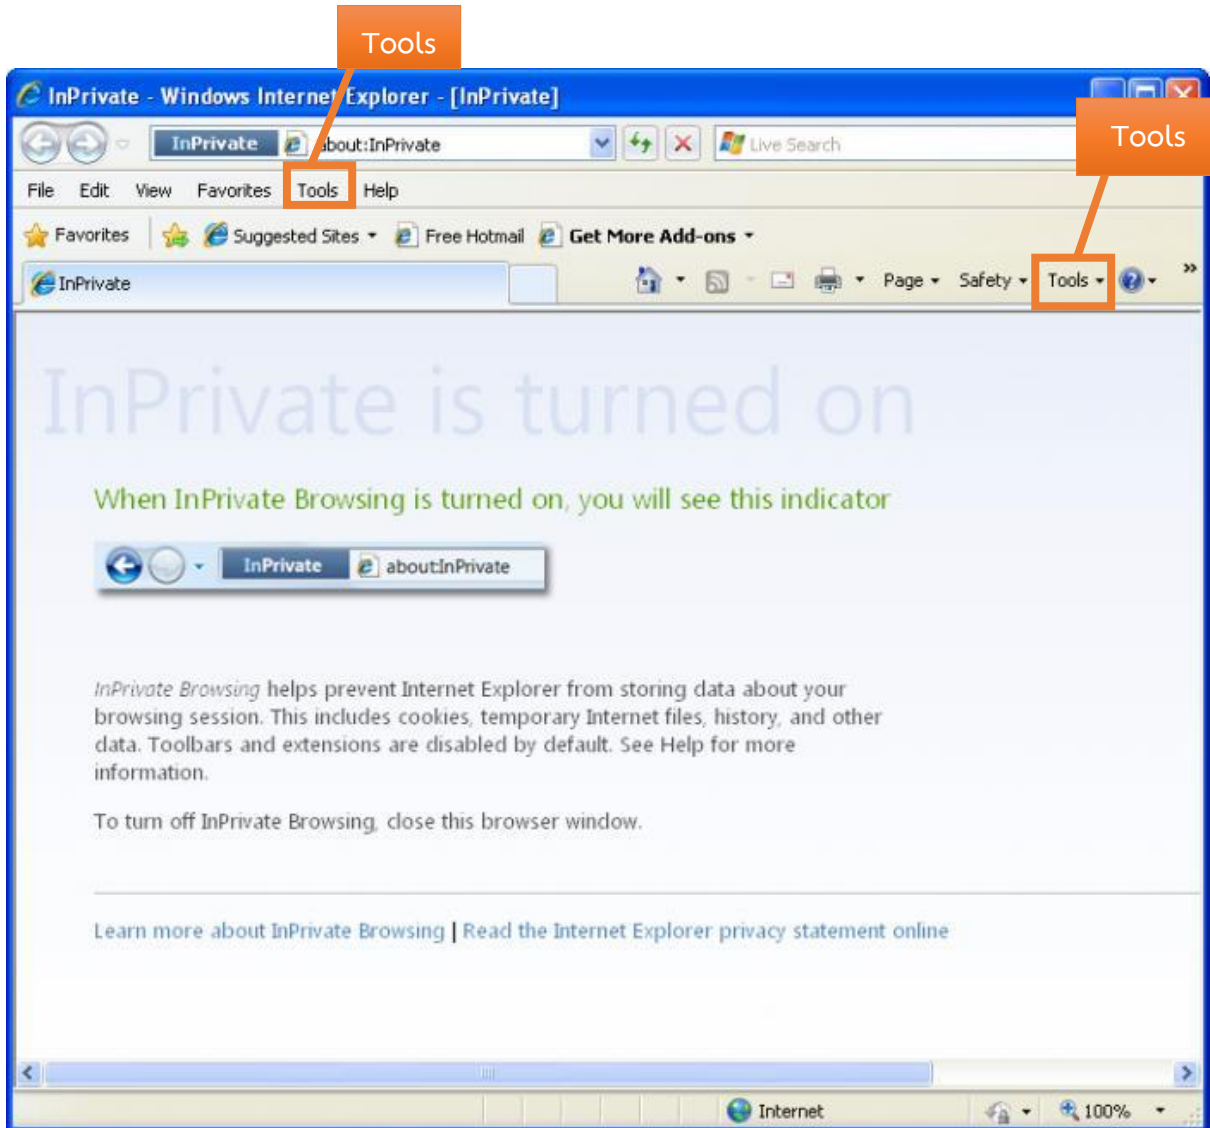 Tools
InPrivate - Windows Internet Explorer - [InPrivate]
Tools
InPrivate about:InPrivate Live Search
File Edit View Favorites Tools Help
Favorites Suggested Sites Free Hotmail Get More Add-ons
InPrivate Page Safety Tools ? »
InPrivate is turned on
When InPrivate Browsing is turned on, you will see this indicator
InPrivate about:InPrivate
InPrivate Browsing helps prevent Internet Explorer from storing data about your
browsing session. This includes cookies, temporary Internet files, history, and other
data. Toolbars and extensions are disabled by default. See Help for more
information.
To turn off InPrivate Browsing, close this browser window.
Learn more about InPrivate Browsing | Read the Internet Explorer privacy statement online
Internet 100%